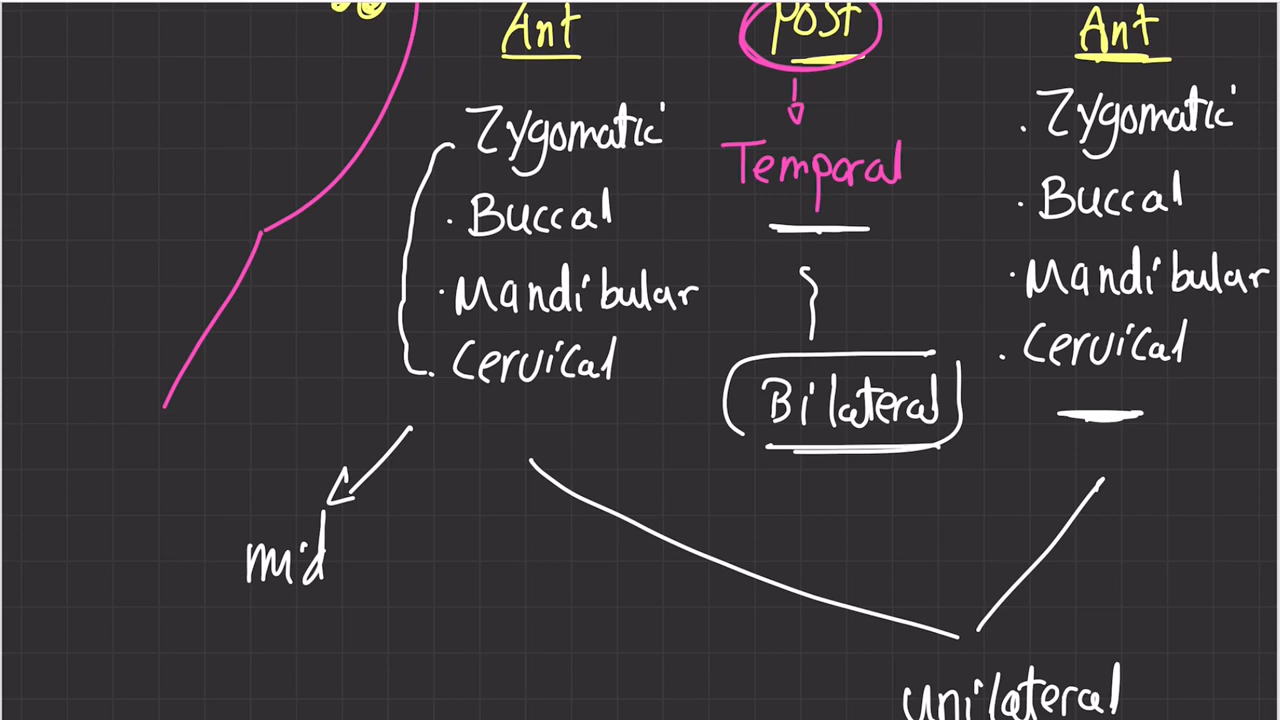 Ant
Post
Ant
Zygomatic
· Buccal
· Mandibular
· Cervical
Temporal
Bilateral
· Zygomatic
· Buccal
· Mandibular
· Cervical
mid
unilateral